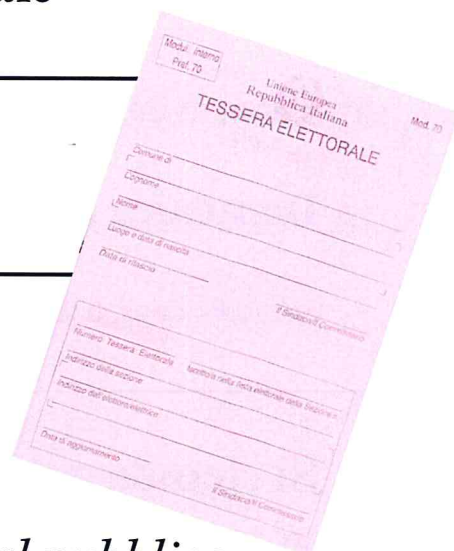 Modul. Interno
Pref. 70
Unione Europea
Repubblica Italiana
Mod. 70
TESSERA ELETTORALE
Comune di
Cognome
Nome
Luogo e data di nascita
Data di rilascio
Il Sindaco/Il Commissario
Numero Tessera Elettorale
Iscritto/a nella lista elettorale della Sezione n.
Indirizzo della sezione
Indirizzo dell'elettore/elettrice
Data di aggiornamento
Il Sindaco/Il Commissario